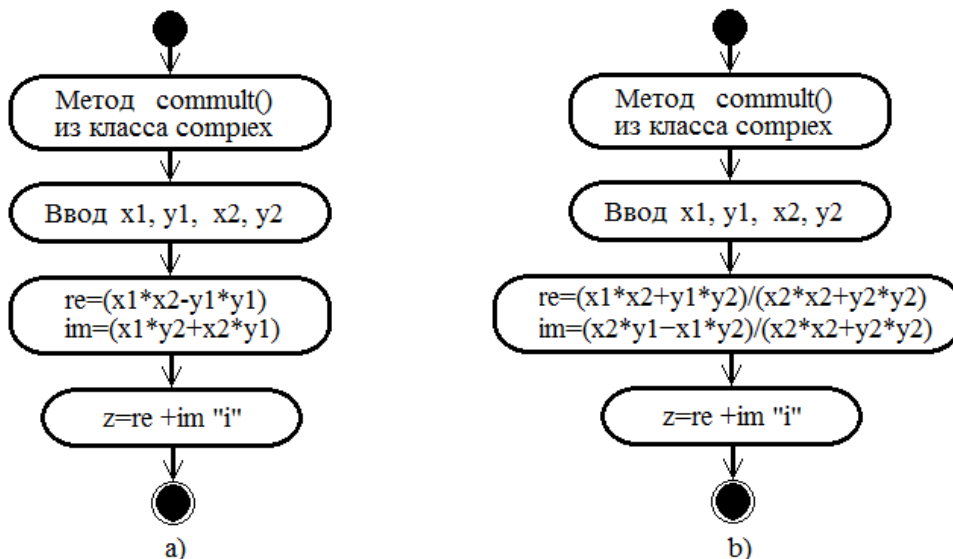 Метод commult()
из класса complex
Ввод x1, y1, x2, y2
re=(x1*x2-y1*y1)
im=(x1*y2+x2*y1)
z=re +im "i"
a)
Метод commult()
из класса complex
Ввод x1, y1, x2, y2
re=(x1*x2+y1*y2)/(x2*x2+y2*y2)
im=(x2*y1−x1*y2)/(x2*x2+y2*y2)
z=re +im "i"
b)